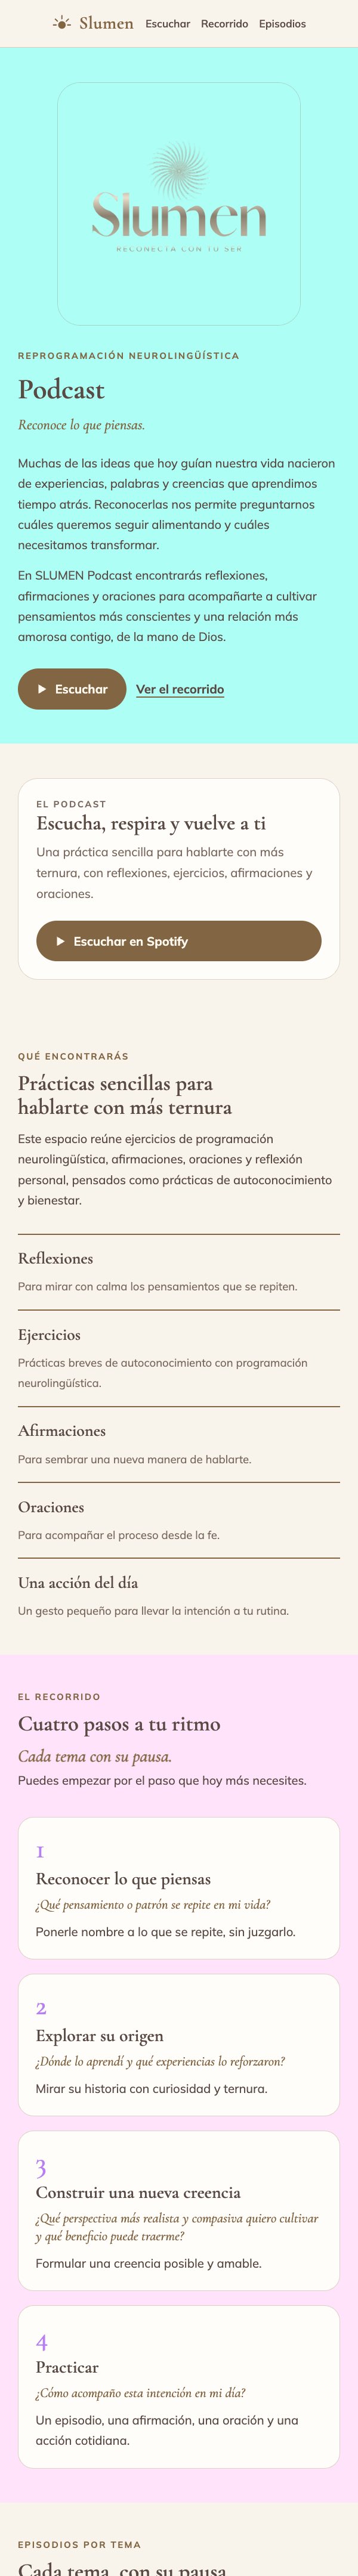 Slumen Escuchar Recorrido Episodios
Slumen
RECONECTA CON TU SER
REPROGRAMACIÓN NEUROLINGÜÍSTICA
Podcast
Reconoce lo que piensas.
Muchas de las ideas que hoy guían nuestra vida nacieron
de experiencias, palabras y creencias que aprendimos
tiempo atrás. Reconocerlas nos permite preguntarnos
cuáles queremos seguir alimentando y cuáles
necesitamos transformar.
En SLUMEN Podcast encontrarás reflexiones,
afirmaciones y oraciones para acompañarte a cultivar
pensamientos más conscientes y una relación más
amorosa contigo, de la mano de Dios.
Escuchar Ver el recorrido
EL PODCAST
Escucha, respira y vuelve a ti
Una práctica sencilla para hablarte con más
ternura, con reflexiones, ejercicios, afirmaciones y
oraciones.
Escuchar en Spotify
QUÉ ENCONTRARÁS
Prácticas sencillas para
hablarte con más ternura
Este espacio reúne ejercicios de programación
neurolingüística, afirmaciones, oraciones y reflexión
personal, pensados como prácticas de autoconocimiento
y bienestar.
Reflexiones
Para mirar con calma los pensamientos que se repiten.
Ejercicios
Prácticas breves de autoconocimiento con programación
neurolingüística.
Afirmaciones
Para sembrar una nueva manera de hablarte.
Oraciones
Para acompañar el proceso desde la fe.
Una acción del día
Un gesto pequeño para llevar la intención a tu rutina.
EL RECORRIDO
Cuatro pasos a tu ritmo
Cada tema con su pausa.
Puedes empezar por el paso que hoy más necesites.
1
Reconocer lo que piensas
¿Qué pensamiento o patrón se repite en mi vida?
Ponerle nombre a lo que se repite, sin juzgarlo.
2
Explorar su origen
¿Dónde lo aprendí y qué experiencias lo reforzaron?
Mirar su historia con curiosidad y ternura.
3
Construir una nueva creencia
¿Qué perspectiva más realista y compasiva quiero cultivar
y qué beneficio puede traerme?
Formular una creencia posible y amable.
4
Practicar
¿Cómo acompaño esta intención en mi día?
Un episodio, una afirmación, una oración y una
acción cotidiana.
EPISODIOS POR TEMA
Cada tema, con su pausa